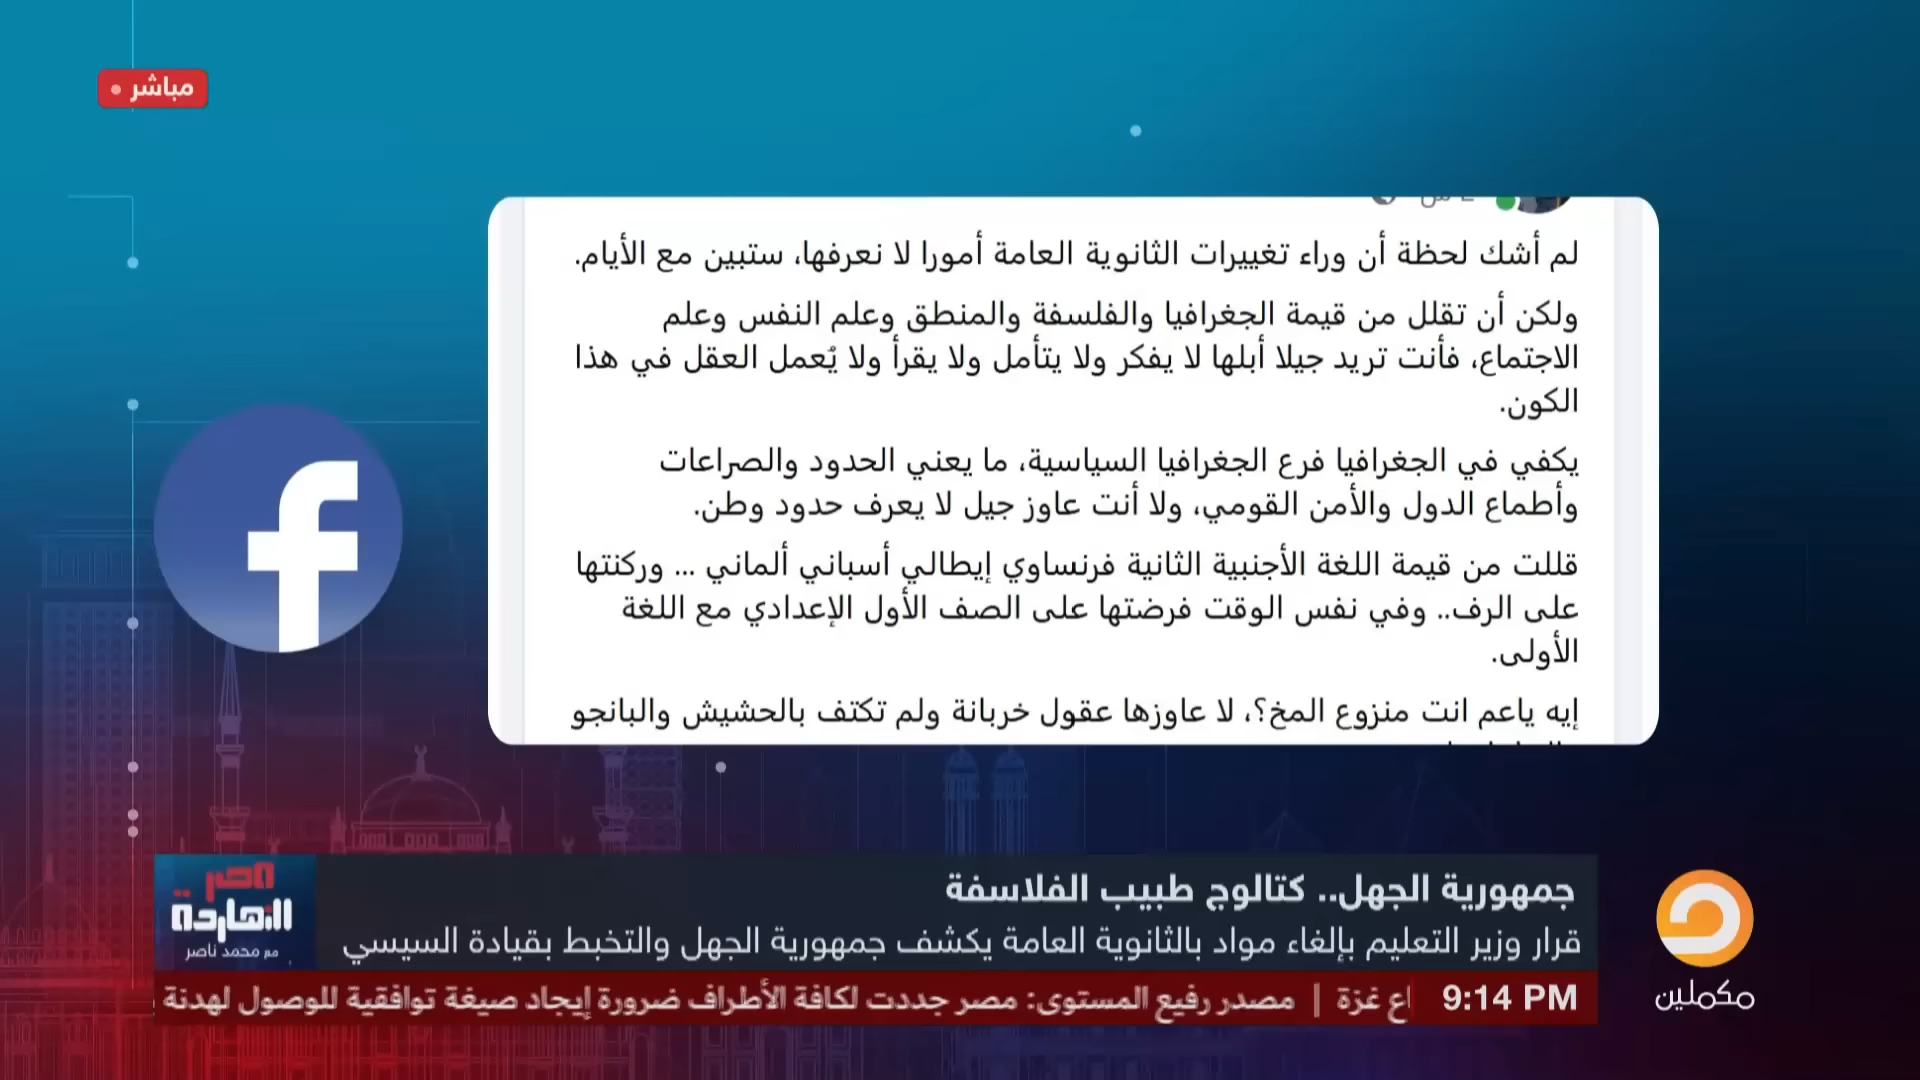 مباشر
لم أشك لحظة أن وراء تغييرات الثانوية العامة أمورا لا نعرفها، ستبين مع الأيام.
ولكن أن تقلل من قيمة الجغرافيا والفلسفة والمنطق وعلم النفس وعلم
الاجتماع، فأنت تريد جيلا أبلها لا يفكر ولا يتأمل ولا يقرأ ولا يُعمل العقل في هذا
الكون.
يكفي في الجغرافيا فرع الجغرافيا السياسية، ما يعني الحدود والصراعات
وأطماع الدول والأمن القومي، ولا أنت عاوز جيل لا يعرف حدود وطن.
قللت من قيمة اللغة الأجنبية الثانية فرنساوي إيطالي أسباني ألماني ... وركنتها
على الرف.. وفي نفس الوقت فرضتها على الصف الأول الإعدادي مع اللغة
الأولى.
إيه ياعم انت منزوع المخ؟، لا عاوزها عقول خربانة ولم تكتف بالحشيش والبانجو
مصر
النهاردة
مع محمد ناصر
جمهورية الجهل.. كتالوج طبيب الفلاسفة
قرار وزير التعليم بإلغاء مواد بالثانوية العامة يكشف جمهورية الجهل والتخبط بقيادة السيسي
9:14 PM
اع غزة | مصدر رفيع المستوى: مصر جددت لكافة الأطراف ضرورة إيجاد صيغة توافقية للوصول لهدنة
مكملين